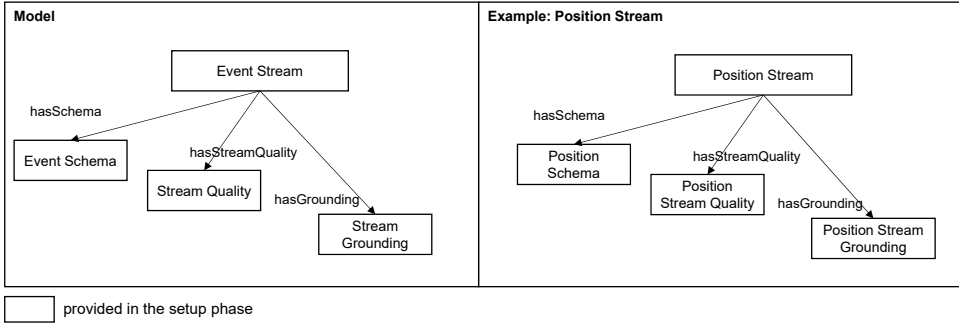 Model
Event Stream
hasSchema
Event Schema
hasStreamQuality
Stream Quality
hasGrounding
Stream
Grounding
Example: Position Stream
Position Stream
hasSchema
Position
Schema
hasStreamQuality
Position
Stream Quality
hasGrounding
Position Stream
Grounding
provided in the setup phase